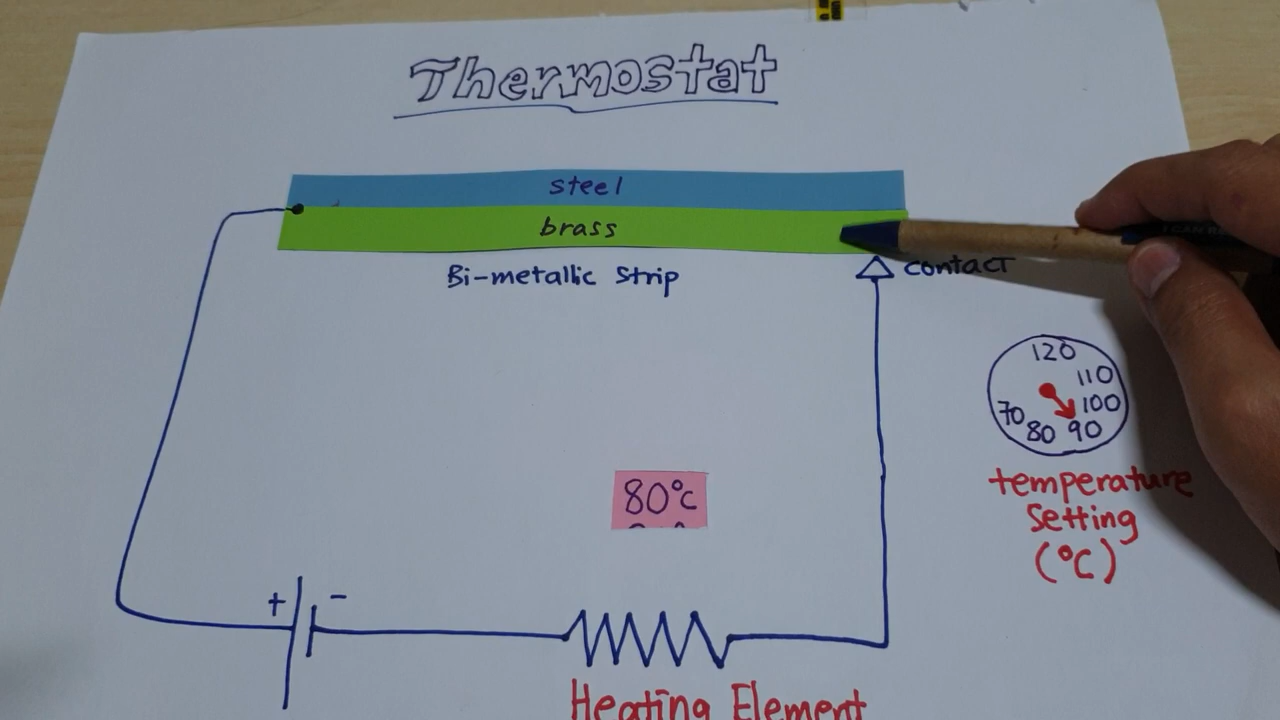 Thermostat
steel
brass
Bi-metallic Strip
contact
120
110
100
90
80
70
temperature
Setting
(°C)
80°c
+ -
Heating Element